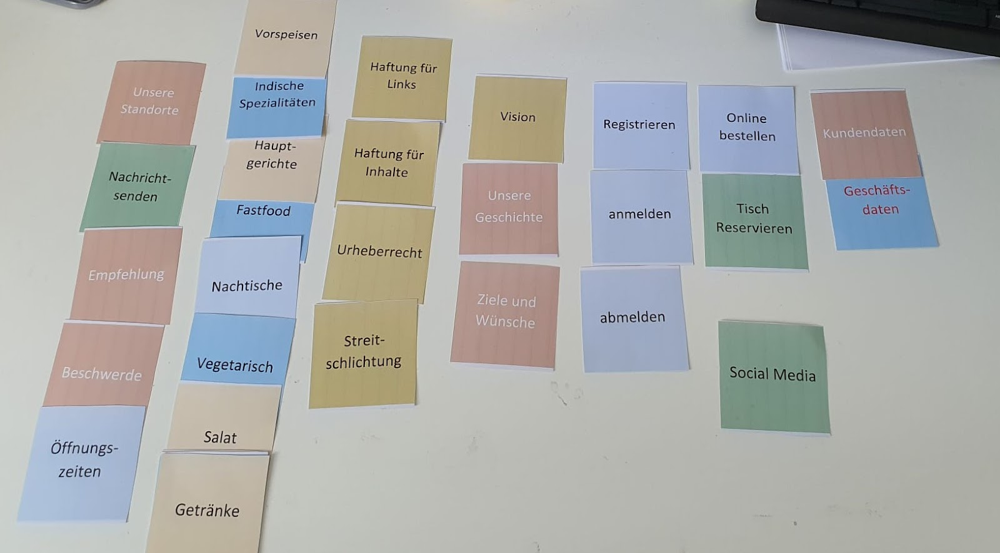 Unsere
Standorte
Nachricht-
senden
Empfehlung
Beschwerde
Öffnungs-
zeiten
Vorspeisen
Indische
Spezialitäten
Haupt-
gerichte
Fastfood
Nachtische
Vegetarisch
Salat
Getränke
Haftung für
Links
Haftung für
Inhalte
Urheberrecht
Streit-
schlichtung
Vision
Unsere
Geschichte
Ziele und
Wünsche
Registrieren
anmelden
abmelden
Online
bestellen
Tisch
Reservieren
Social Media
Kundendaten
Geschäfts-
daten